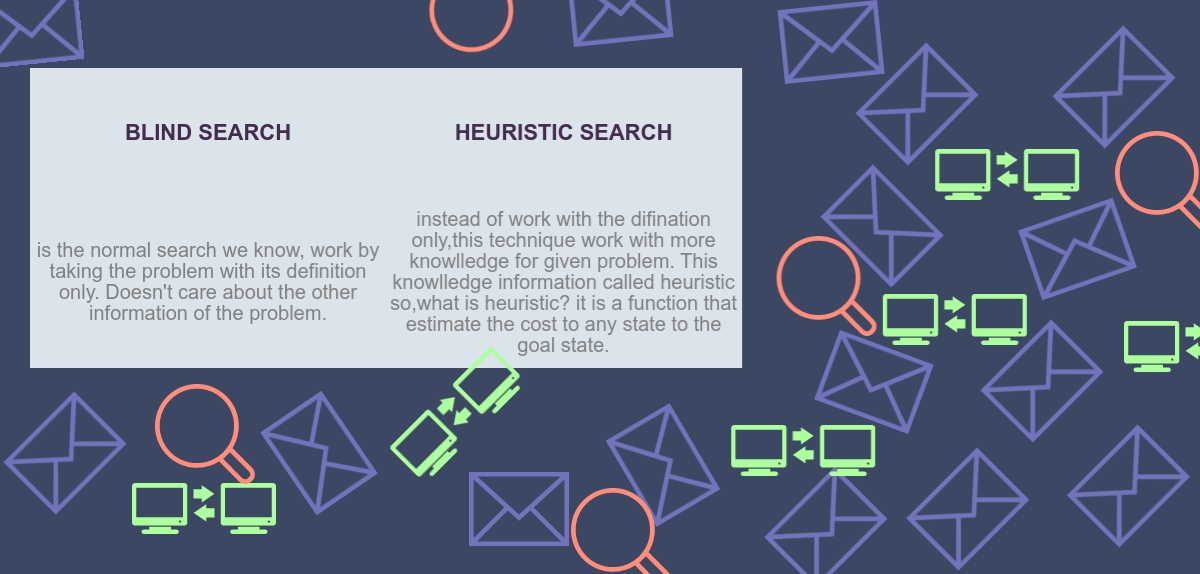 BLIND SEARCH
is the normal search we know, work by
taking the problem with its definition
only. Doesn't care about the other
information of the problem.
HEURISTIC SEARCH
instead of work with the difination
only,this technique work with more
knowlledge for given problem. This
knowlledge information called heuristic
so,what is heuristic? it is a function that
estimate the cost to any state to the
goal state.